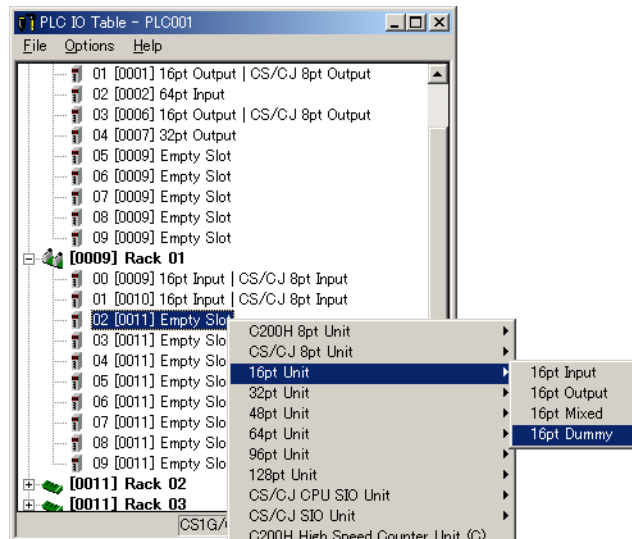 PLC IO Table - PLC001
File Options Help
01 [0001] 16pt Output | CS/CJ 8pt Output
02 [0002] 64pt Input
03 [0006] 16pt Output | CS/CJ 8pt Output
04 [0007] 32pt Output
05 [0009] Empty Slot
06 [0009] Empty Slot
07 [0009] Empty Slot
08 [0009] Empty Slot
09 [0009] Empty Slot
[0009] Rack 01
00 [0009] 16pt Input | CS/CJ 8pt Input
01 [0010] 16pt Input | CS/CJ 8pt Input
02 [0011] Empty Slot
03 [0011] Empty Slo
04 [0011] Empty Slo
05 [0011] Empty Slo
06 [0011] Empty Slo
07 [0011] Empty Slo
08 [0011] Empty Slo
09 [0011] Empty Slo
[0011] Rack 02
[0011] Rack 03
CS1G/
C200H 8pt Unit
CS/CJ 8pt Unit
16pt Unit
32pt Unit
48pt Unit
64pt Unit
96pt Unit
128pt Unit
CS/CJ CPU SIO Unit
CS/CJ SIO Unit
C200H High Speed Counter Unit (C)
16pt Input
16pt Output
16pt Mixed
16pt Dummy